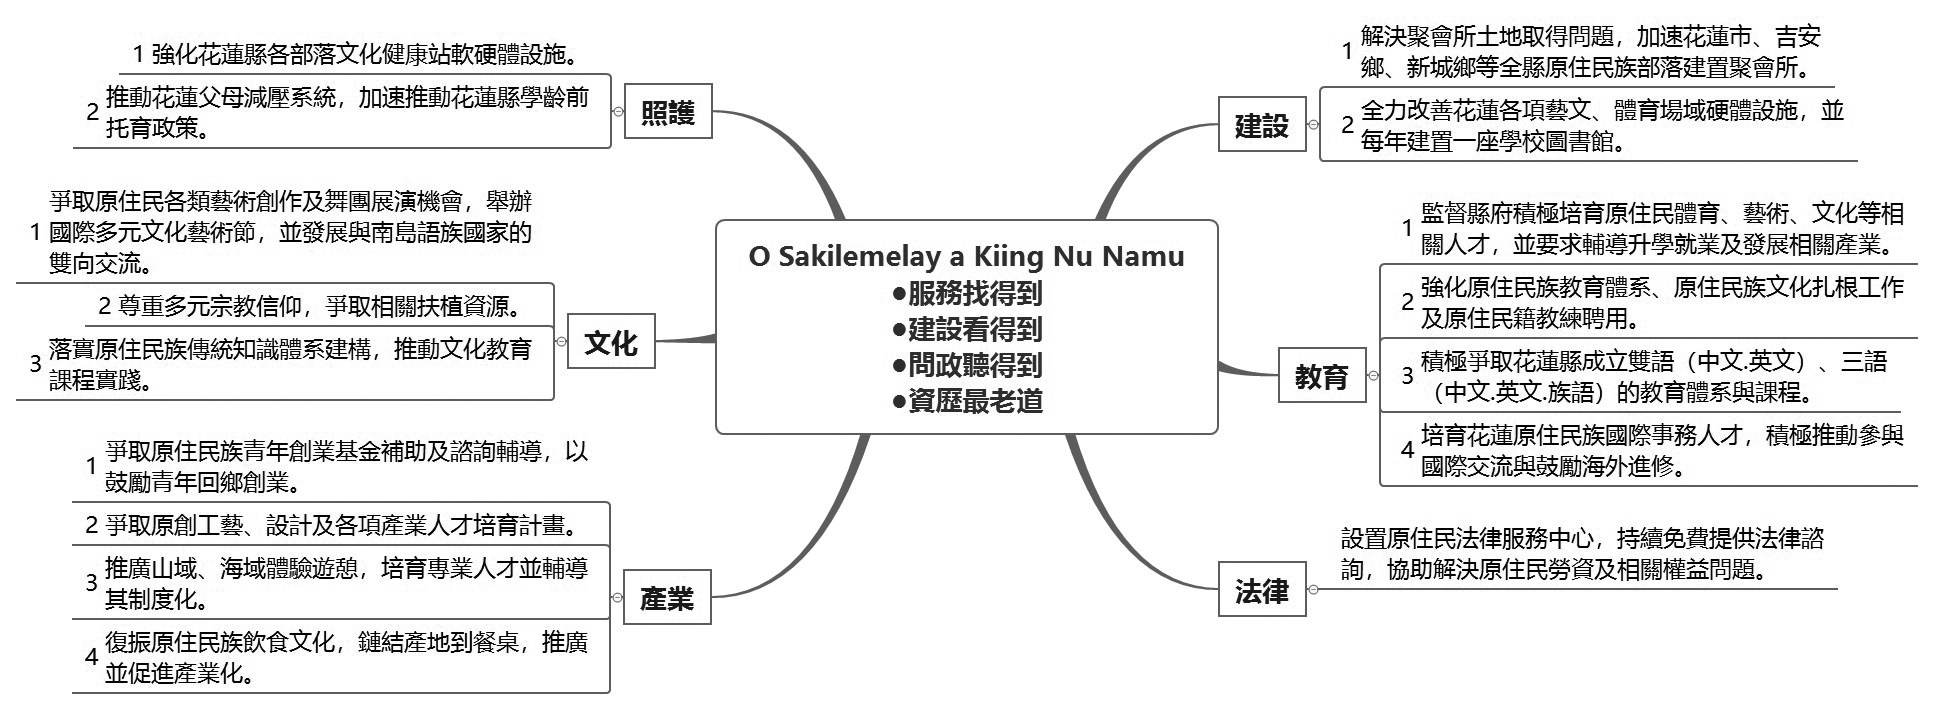 O Sakilemelay a Kiing Nu Namu
●服務找得到
●建設看得到
●問政聽得到
●資歷最老道
照護
1 強化花蓮縣各部落文化健康站軟硬體設施。
2 推動花蓮父母減壓系統，加速推動花蓮縣學齡前
托育政策。
文化
1 爭取原住民各類藝術創作及舞團展演機會，舉辦
國際多元文化藝術節，並發展與南島語族國家的
雙向交流。
2 尊重多元宗教信仰，爭取相關扶植資源。
3 落實原住民族傳統知識體系建構，推動文化教育
課程實踐。
產業
1 爭取原住民族青年創業基金補助及諮詢輔導，以
鼓勵青年回鄉創業。
2 爭取原創工藝、設計及各項產業人才培育計畫。
3 推廣山域、海域體驗遊憩，培育專業人才並輔導
其制度化。
4 復振原住民族飲食文化，鏈結產地到餐桌，推廣
並促進產業化。
建設
1 解決聚會所土地取得問題，加速花蓮市、吉安
鄉、新城鄉等全縣原住民族部落建置聚會所。
2 全力改善花蓮各項藝文、體育場域硬體設施，並
每年建置一座學校圖書館。
教育
1 監督縣府積極培育原住民體育、藝術、文化等相
關人才，並要求輔導升學就業及發展相關產業。
2 強化原住民族教育體系、原住民族文化扎根工作
及原住民籍教練聘用。
3 積極爭取花蓮縣成立雙語（中文.英文）、三語
（中文.英文.族語）的教育體系與課程。
4 培育花蓮原住民族國際事務人才，積極推動參與
國際交流與鼓勵海外進修。
法律
設置原住民法律服務中心，持續免費提供法律諮
詢，協助解決原住民勞資及相關權益問題。